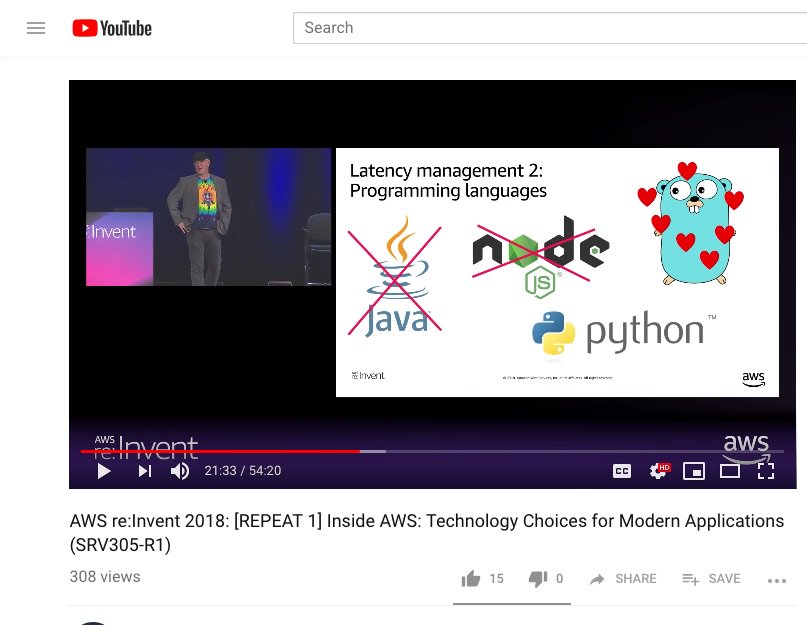 YouTube
Search
Latency management 2:
Programming languages
re:Invent
Java
node
JS
python™
re:Invent
aws
AWS
re:Invent
aws
21:33 / 54:20
CC
HD
AWS re:Invent 2018: [REPEAT 1] Inside AWS: Technology Choices for Modern Applications
(SRV305-R1)
308 views
15
0
SHARE
SAVE